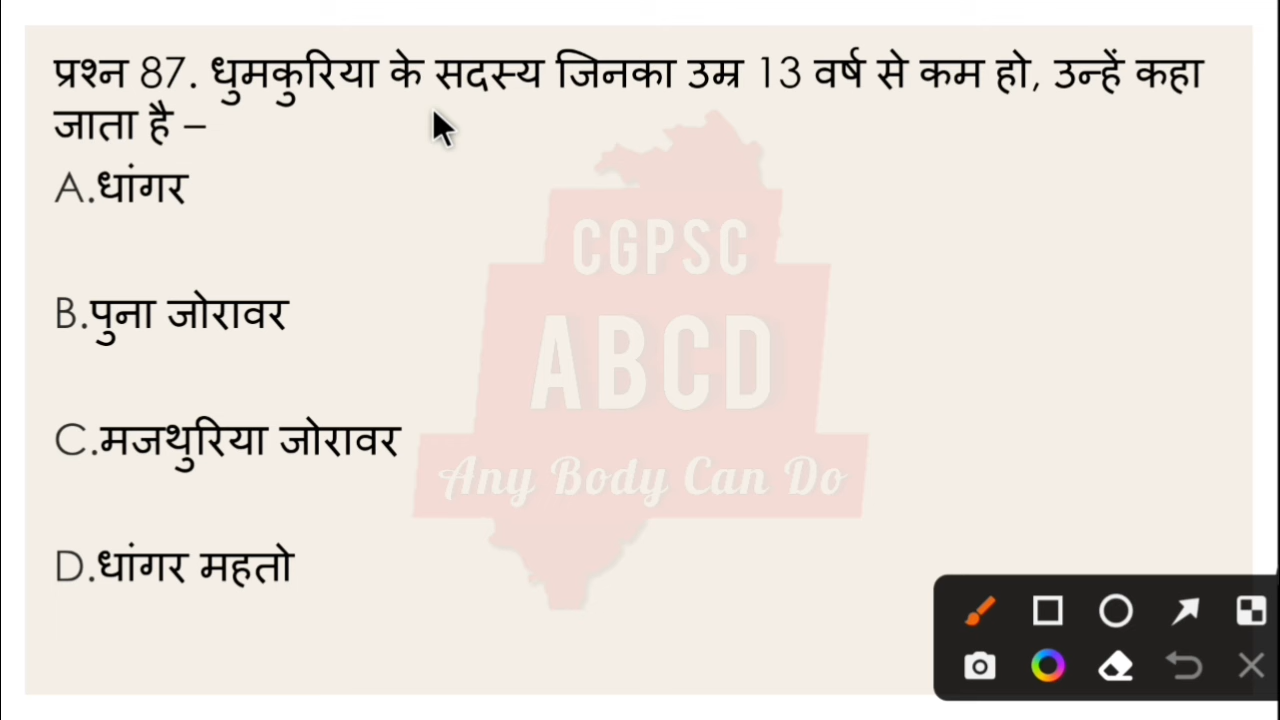 प्रश्न 87. धुमकुरिया के सदस्य जिनका उम्र 13 वर्ष से कम हो, उन्हें कहा
जाता है –
A.धांगर
CGPSC
B.पुना जोरावर
ABCD
C.मजथुरिया जोरावर
Any Body Can Do
D.धांगर महतो